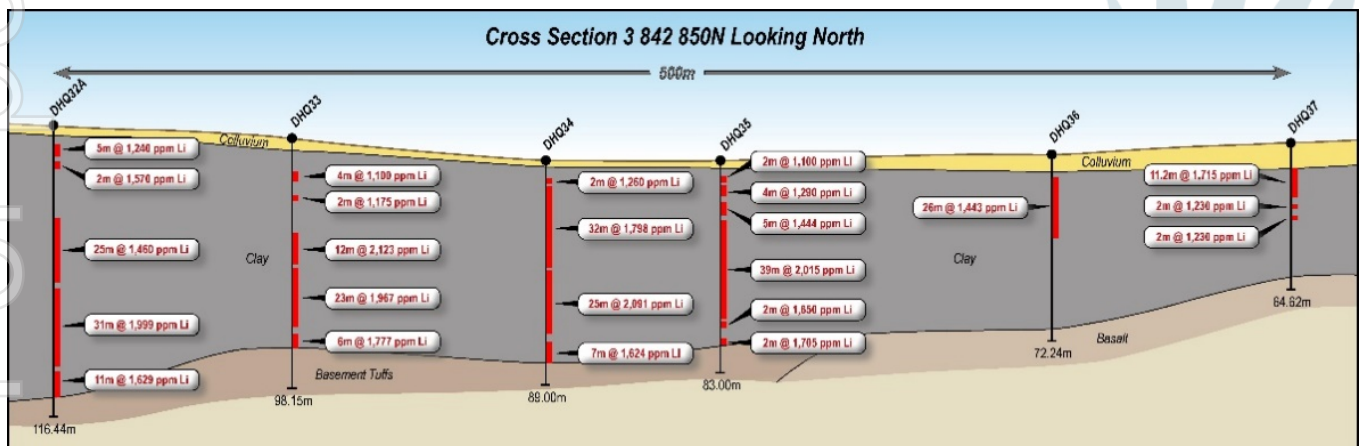 Cross Section 3 842 850N Looking North
500m
DHQ32A
DHQ33
DHQ34
DHQ35
DHQ36
DHQ37
Colluvium
Colluvium
5m @ 1,240 ppm Li
2m @ 1,570 ppm Li
25m @ 1,460 ppm Li
31m @ 1,999 ppm Li
11m @ 1,629 ppm Li
116.44m
4m @ 1,100 ppm Li
2m @ 1,175 ppm Li
12m @ 2,123 ppm Li
23m @ 1,967 ppm Li
6m @ 1,777 ppm Li
98.15m
Clay
Basement Tuffs
2m @ 1,260 ppm Li
32m @ 1,798 ppm Li
25m @ 2,091 ppm Li
7m @ 1,624 ppm Li
89.00m
2m @ 1,100 ppm Li
4m @ 1,290 ppm Li
5m @ 1,444 ppm Li
39m @ 2,015 ppm Li
2m @ 1,650 ppm Li
2m @ 1,705 ppm Li
83.00m
26m @ 1,443 ppm Li
Clay
72.24m
Basalt
11.2m @ 1.715 ppm Li
2m @ 1,230 ppm Li
2m @ 1,230 ppm Li
64.62m